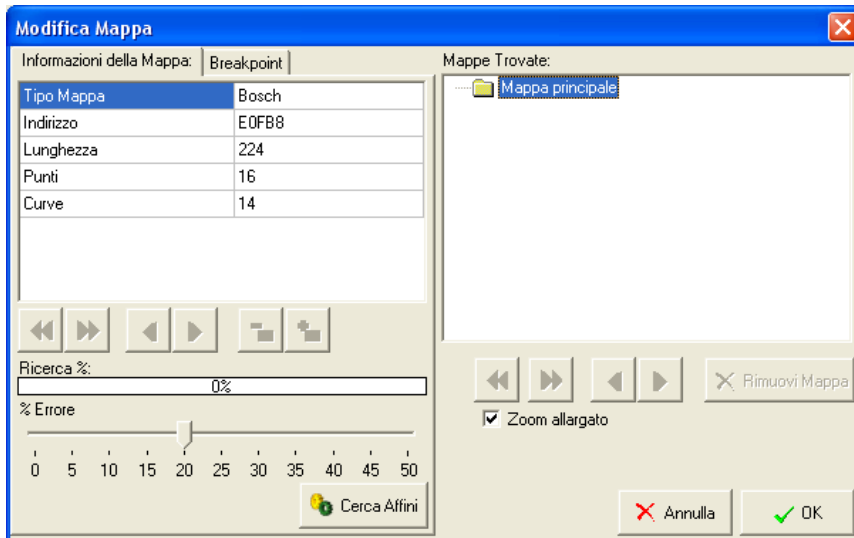 Modifica Mappa
Informazioni della Mappa:
Breakpoint
Tipo Mappa Bosch
Indirizzo E0FB8
Lunghezza 224
Punti 16
Curve 14
Ricerca %:
0%
% Errore
0 5 10 15 20 25 30 35 40 45 50
Cerca Affini
Mappe Trovate:
Mappa principale
Rimuovi Mappa
Zoom allargato
Annulla
OK